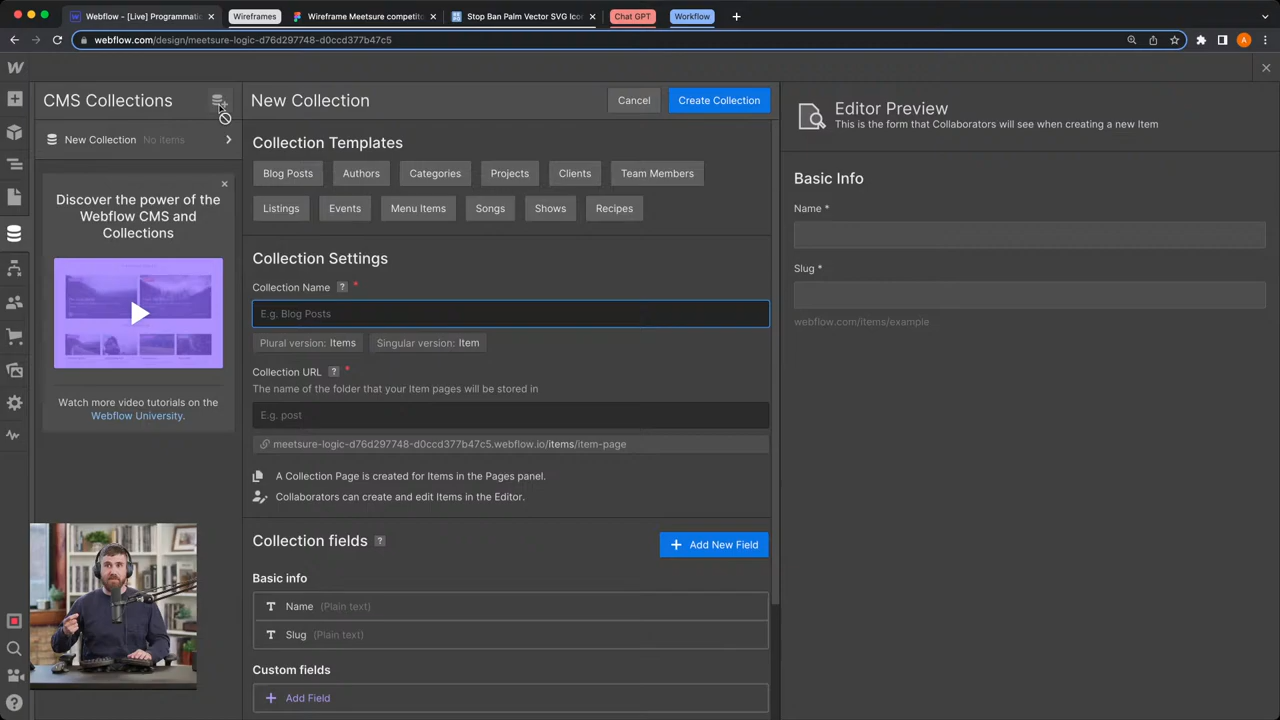 Webflow - [Live] Programmatic
Wireframes
Wireframe Meetsure competito
Stop Ban Palm Vector SVG Icon
Chat GPT
Workflow
webflow.com/design/meetsure-logic-d76d297748-d0ccd377b47c5
A
CMS Collections
New Collection
Cancel
Create Collection
New Collection No items
Discover the power of the
Webflow CMS and
Collections
Watch more video tutorials on the
Webflow University.
Collection Templates
Blog Posts
Authors
Categories
Projects
Clients
Team Members
Listings
Events
Menu Items
Songs
Shows
Recipes
Collection Settings
Collection Name ? *
E.g. Blog Posts
Plural version: Items
Singular version: Item
Collection URL ? *
The name of the folder that your Item pages will be stored in
E.g. post
meetsure-logic-d76d297748-d0ccd377b47c5.webflow.io/items/item-page
A Collection Page is created for Items in the Pages panel.
Collaborators can create and edit Items in the Editor.
Collection fields ?
+ Add New Field
Basic info
T Name (Plain text)
T Slug (Plain text)
Custom fields
+ Add Field
Editor Preview
This is the form that Collaborators will see when creating a new Item
Basic Info
Name *
Slug *
webflow.com/items/example